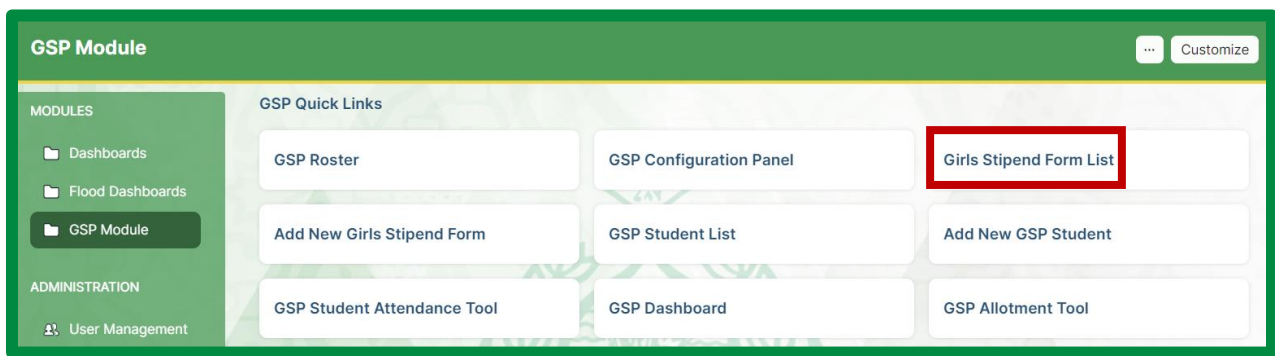 GSP Module
... Customize
MODULES
Dashboards
Flood Dashboards
GSP Module
ADMINISTRATION
User Management
GSP Quick Links
GSP Roster
GSP Configuration Panel
Girls Stipend Form List
Add New Girls Stipend Form
GSP Student List
Add New GSP Student
GSP Student Attendance Tool
GSP Dashboard
GSP Allotment Tool